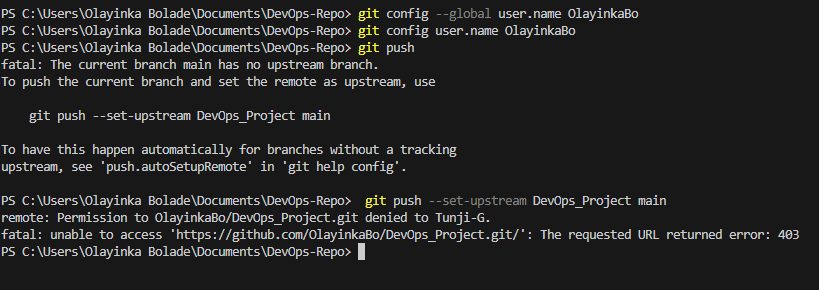 PS C:\Users\Olayinka Bolade\Documents\DevOps-Repo> git config --global user.name OlayinkaBo
PS C:\Users\Olayinka Bolade\Documents\DevOps-Repo> git config user.name OlayinkaBo
PS C:\Users\Olayinka Bolade\Documents\DevOps-Repo> git push
fatal: The current branch main has no upstream branch.
To push the current branch and set the remote as upstream, use
git push --set-upstream DevOps_Project main
To have this happen automatically for branches without a tracking
upstream, see 'push.autoSetupRemote' in 'git help config'.
PS C:\Users\Olayinka Bolade\Documents\DevOps-Repo>  git push --set-upstream DevOps_Project main
remote: Permission to OlayinkaBo/DevOps_Project.git denied to Tunji-G.
fatal: unable to access 'https://github.com/OlayinkaBo/DevOps_Project.git/': The requested URL returned error: 403
PS C:\Users\Olayinka Bolade\Documents\DevOps-Repo>